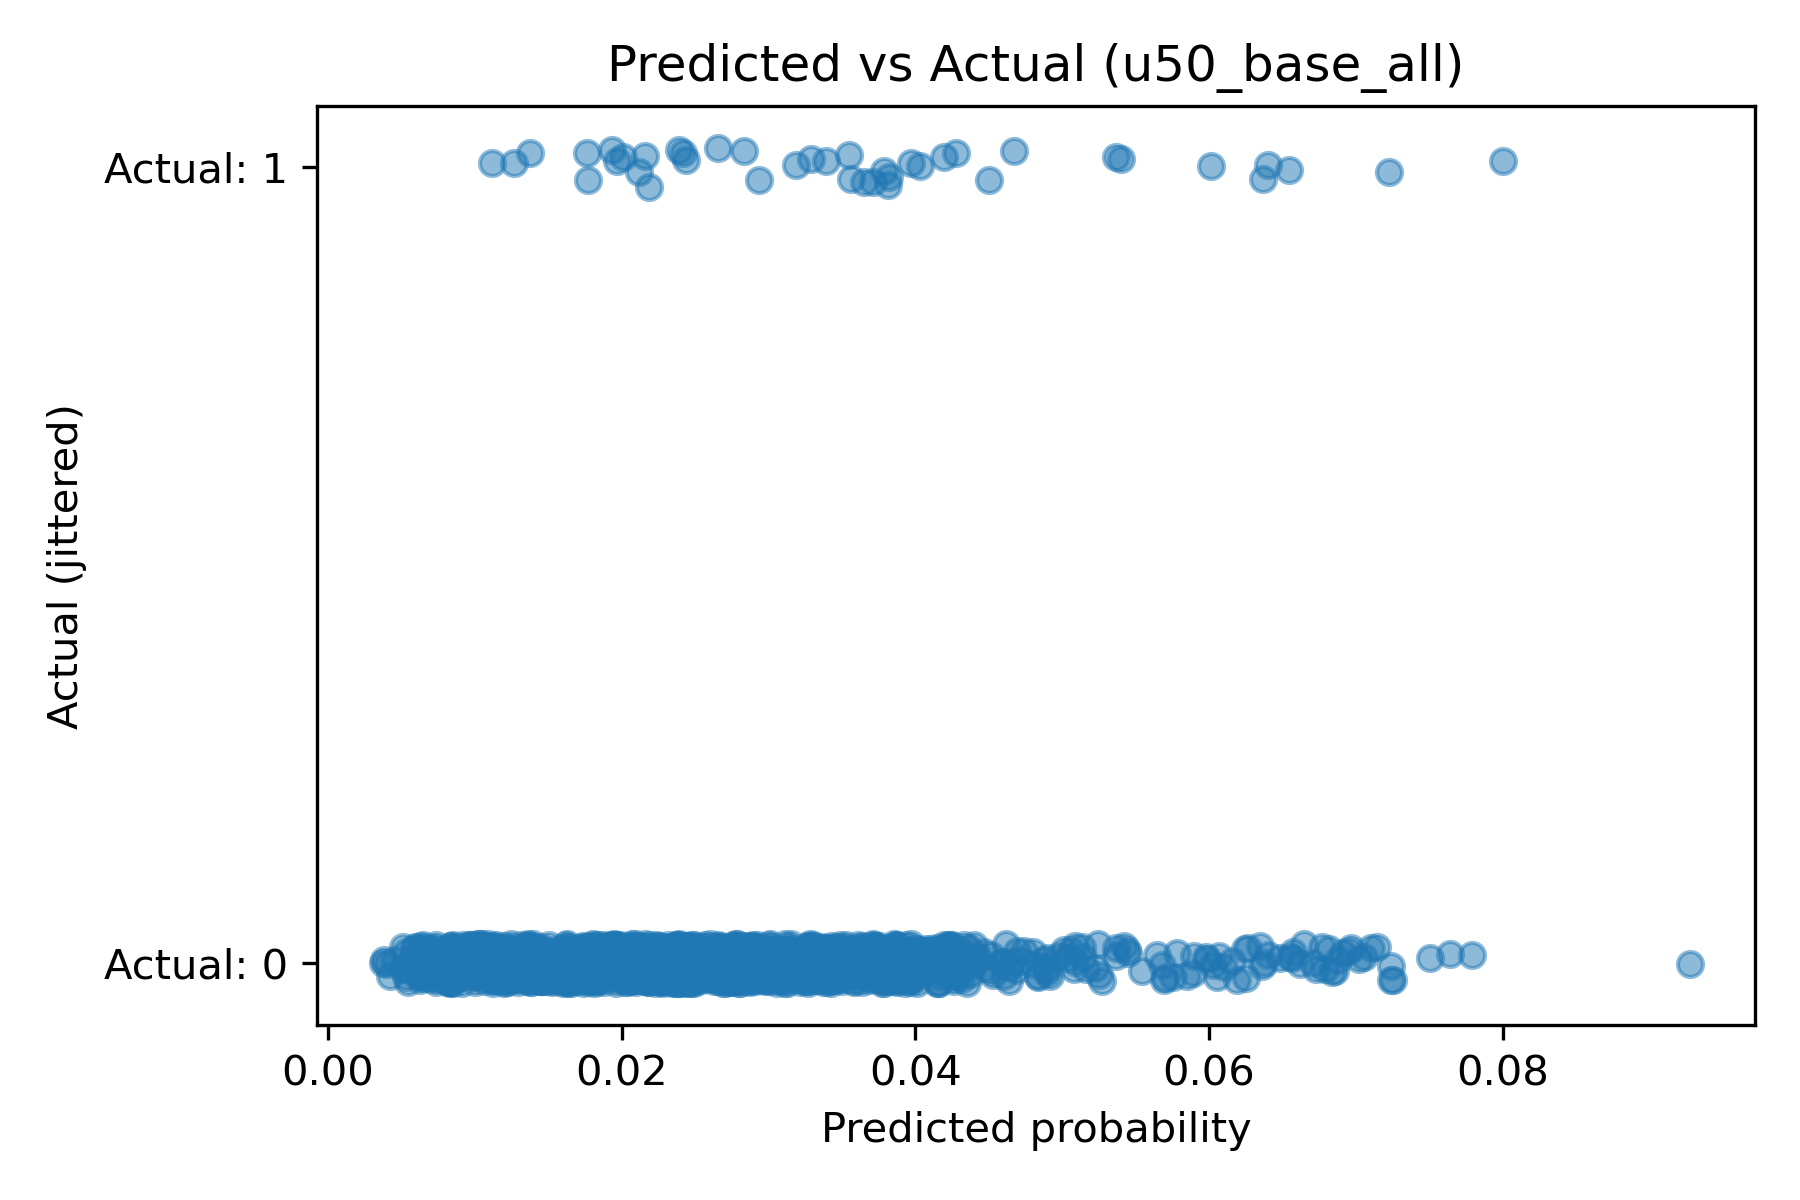 Predicted vs Actual (u50_base_all)
Actual: 1
Actual (jittered)
Actual: 0
0.00 0.02 0.04 0.06 0.08
Predicted probability